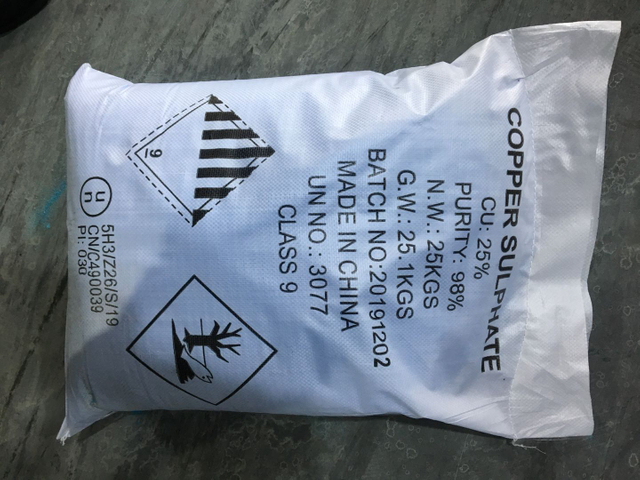 COPPER SULPHATE
CU: 25%
PURITY: 98%
N.W.: 25KGS
G.W.: 25.1KGS
BATCH NO:20191202
MADE IN CHINA
UN NO.: 3077
CLASS 9
9
u
n
5H3/Z26/S/19
CN/C490039
PI: 030